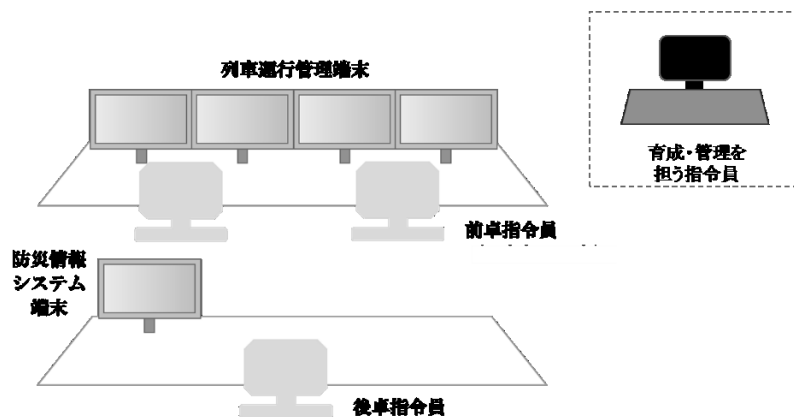 列車運行管理端末
育成・管理を
担う指令員
前卓指令員
防災情報
システム
端末
後卓指令員